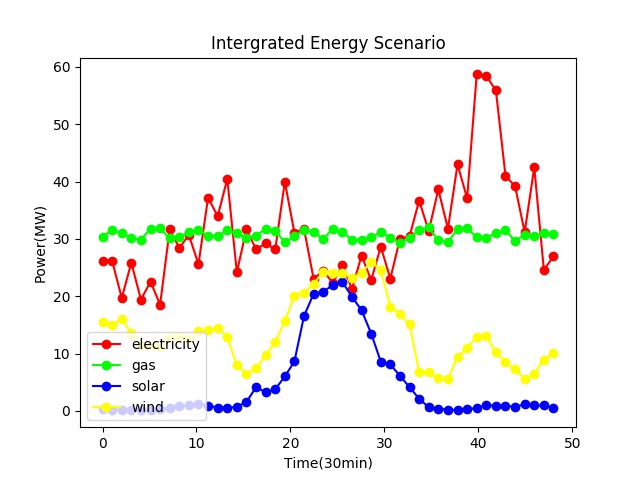 Intergrated Energy Scenario
Power(MW)
60
50
40
30
20
10
0
electricity
gas
solar
wind
0 10 20 30 40 50
Time(30min)